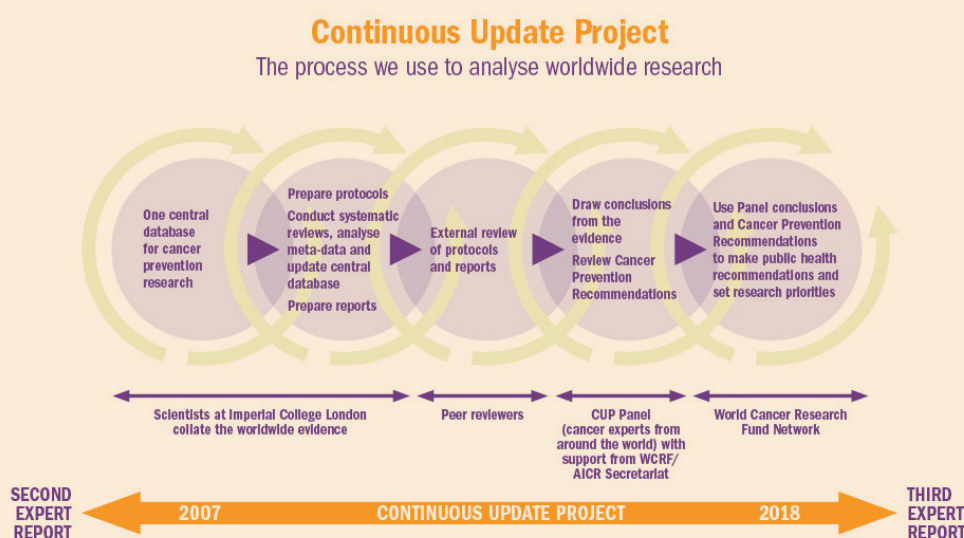 Continuous Update Project
The process we use to analyse worldwide research
One central
database
for cancer
prevention
research
Prepare protocols
Conduct systematic
reviews, analyse
meta-data and
update central
database
Prepare reports
External review
of protocols
and reports
Draw conclusions
from the
evidence
Review Cancer
Prevention
Recommendations
Use Panel conclusions
and Cancer Prevention
Recommendations
to make public health
recommendations and
set research priorities
Scientists at Imperial College London
collate the worldwide evidence
Peer reviewers
CUP Panel
(cancer experts from
around the world) with
support from WCRF/
AICR Secretariat
World Cancer Research
Fund Network
SECOND
EXPERT
REPORT
2007
CONTINUOUS UPDATE PROJECT
2018
THIRD
EXPERT
REPORT